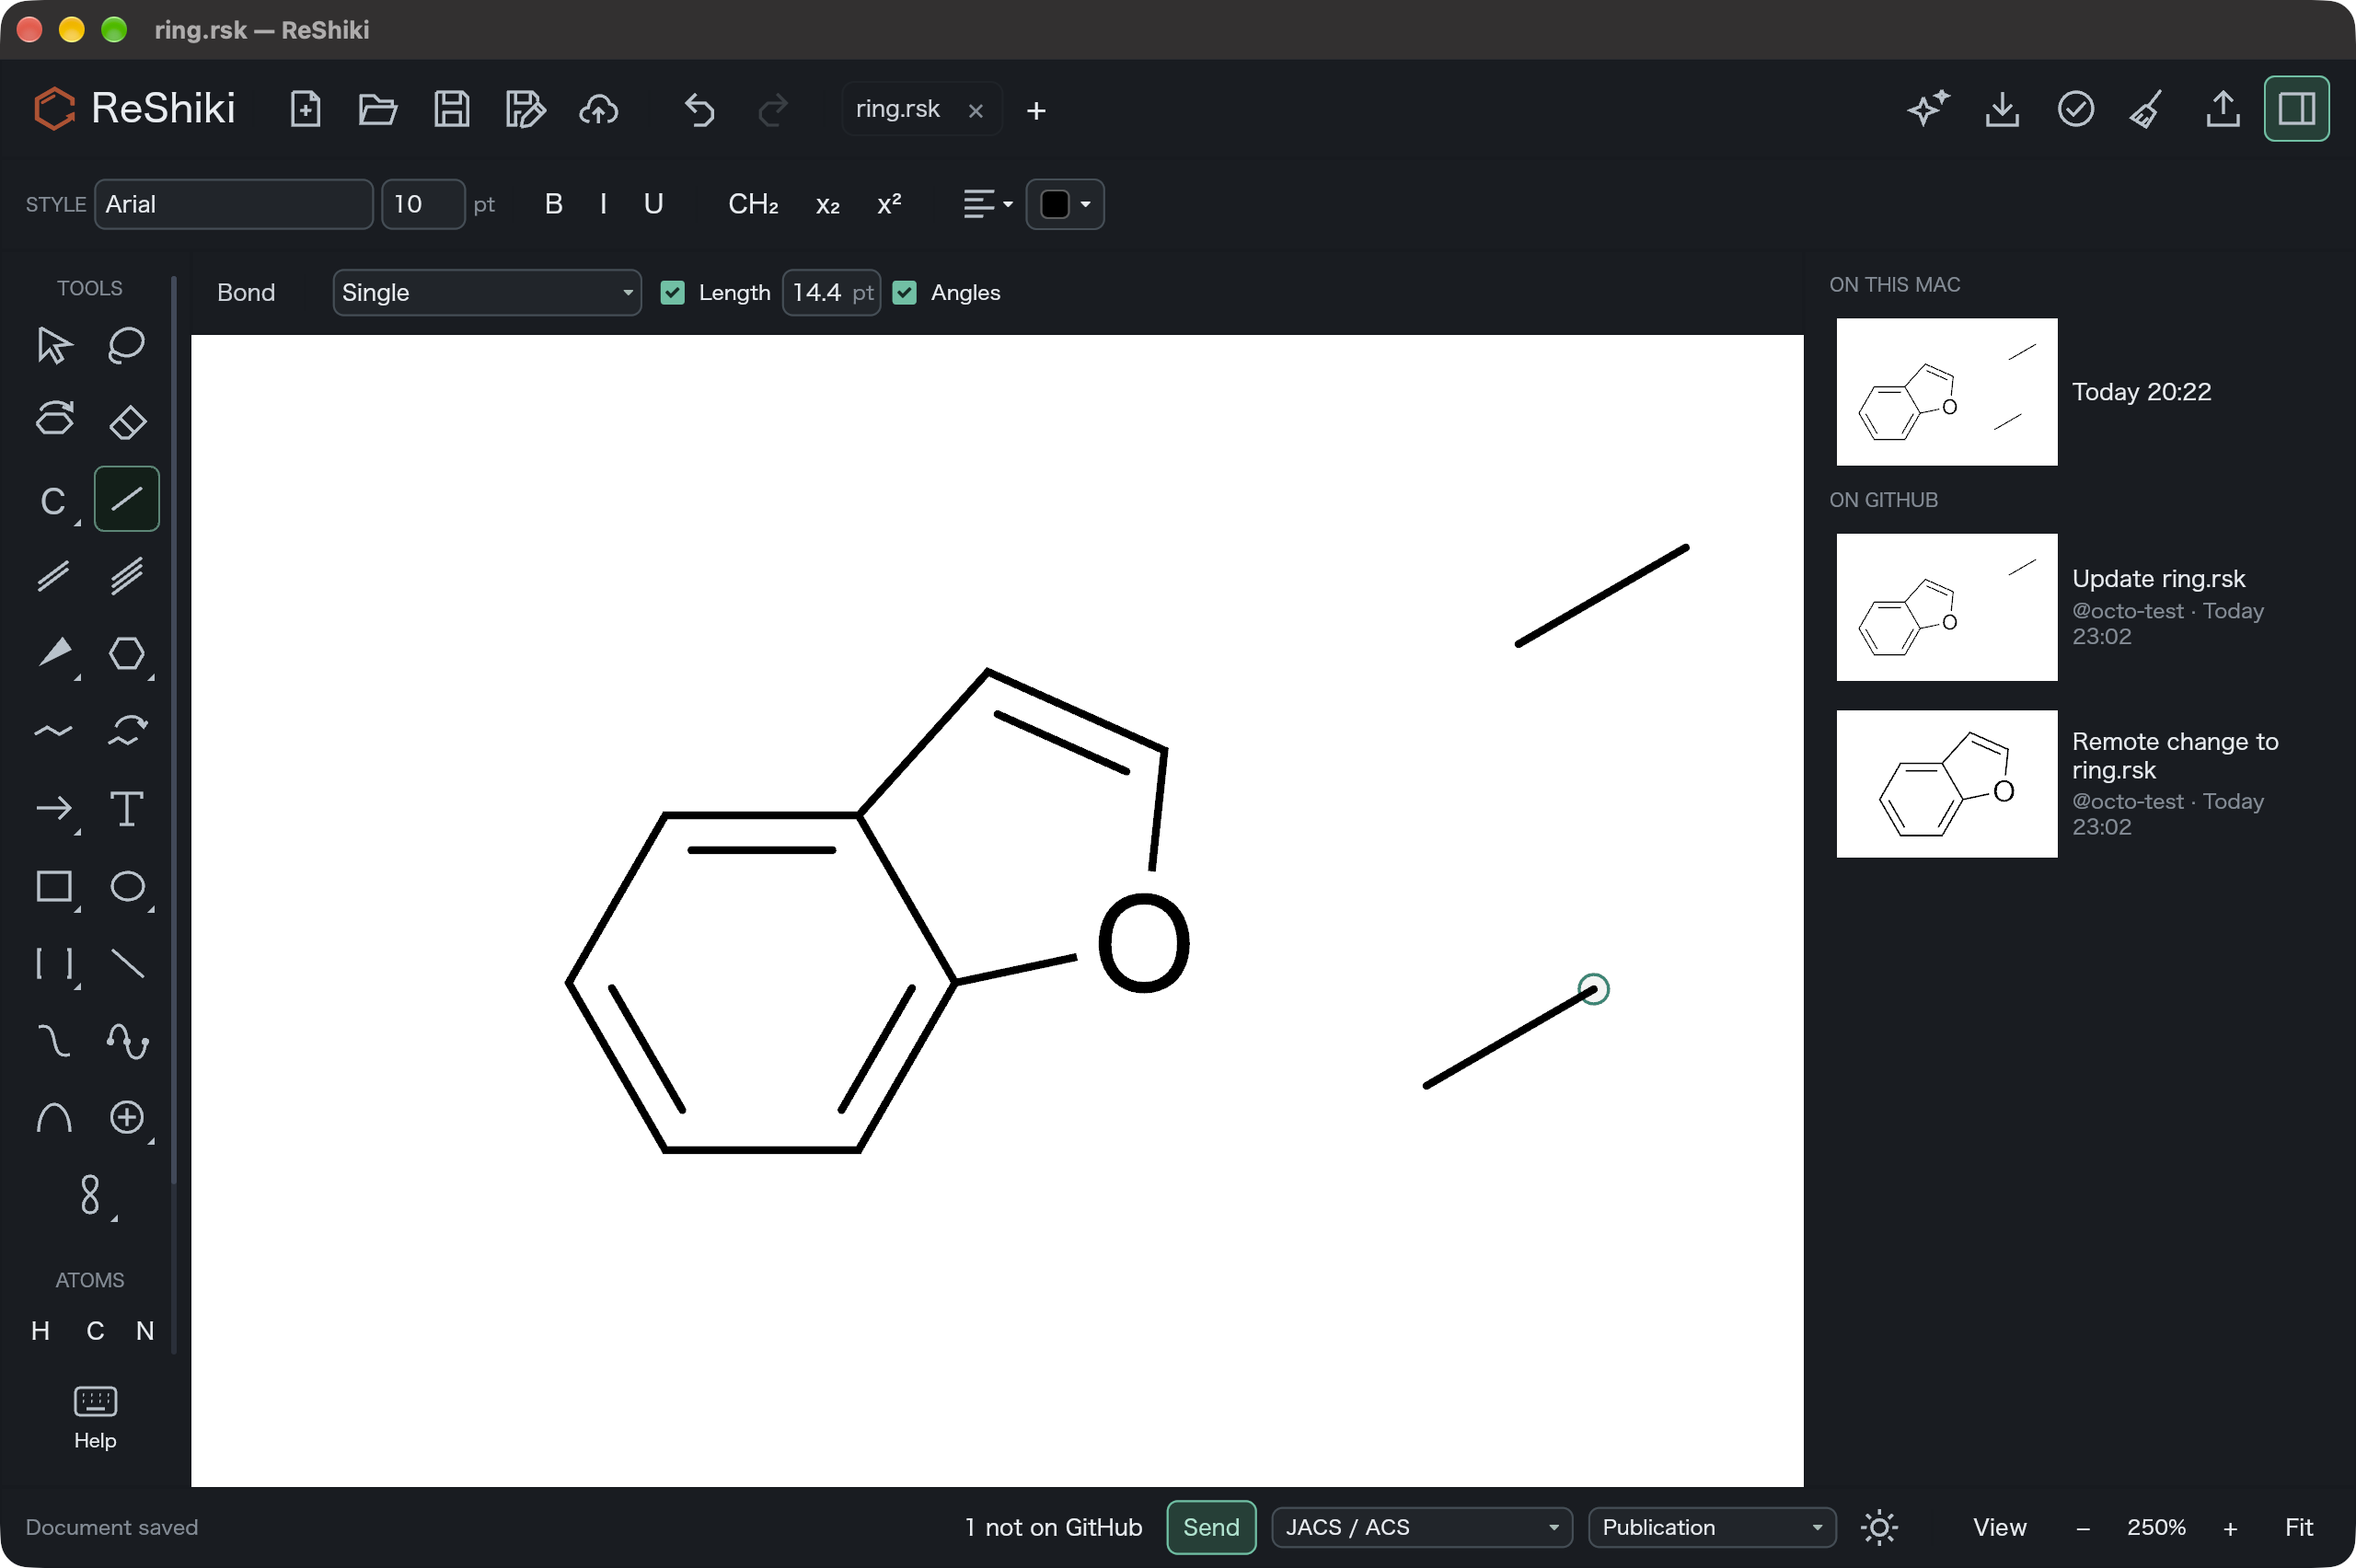 ring.rsk — ReShiki
ReShiki
ring.rsk
STYLE
Arial
10 pt
B I U CH₂ x₂ x²
TOOLS
Bond
Single
Length
14.4 pt
Angles
C
T
ATOMS
H C N
Help
O
ON THIS MAC
O
Today 20:22
ON GITHUB
O
Update ring.rsk
@octo-test · Today
23:02
O
Remote change to
ring.rsk
@octo-test · Today
23:02
Document saved
1 not on GitHub
Send
JACS / ACS
Publication
View
− 250% +
Fit